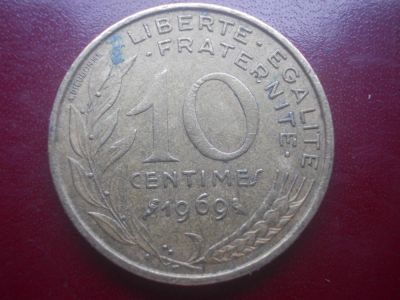 LIBERTE · EGALITE
· FRATERNITE ·
10
CENTIMES
1969